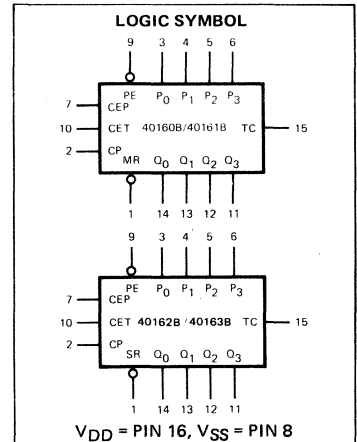 LOGIC SYMBOL
9 3 4 5 6
PE P0 P1 P2 P3
7 CEP
10 CET 40160B/40161B TC 15
2 CP
MR Q0 Q1 Q2 Q3
1 14 13 12 11
9 3 4 5 6
PE P0 P1 P2 P3
7 CEP
10 CET 40162B/40163B TC 15
2 CP
SR Q0 Q1 Q2 Q3
1 14 13 12 11
VDD = PIN 16, VSS = PIN 8